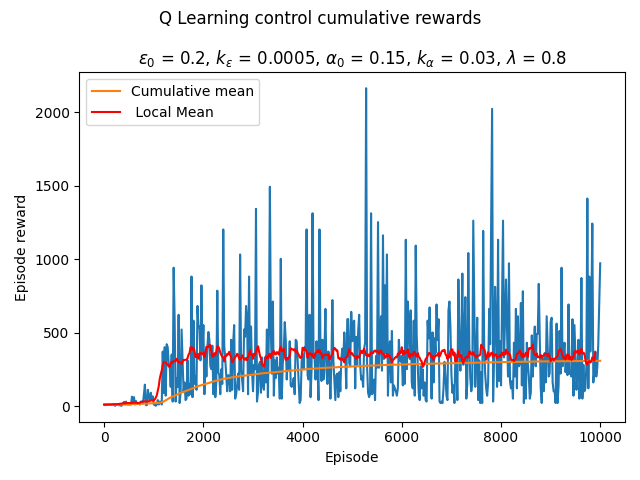 Q Learning control cumulative rewards
ε₀ = 0.2, kε = 0.0005, α₀ = 0.15, kα = 0.03, λ = 0.8
Cumulative mean
Local Mean
Episode reward
2000
1500
1000
500
0
0 2000 4000 6000 8000 10000
Episode